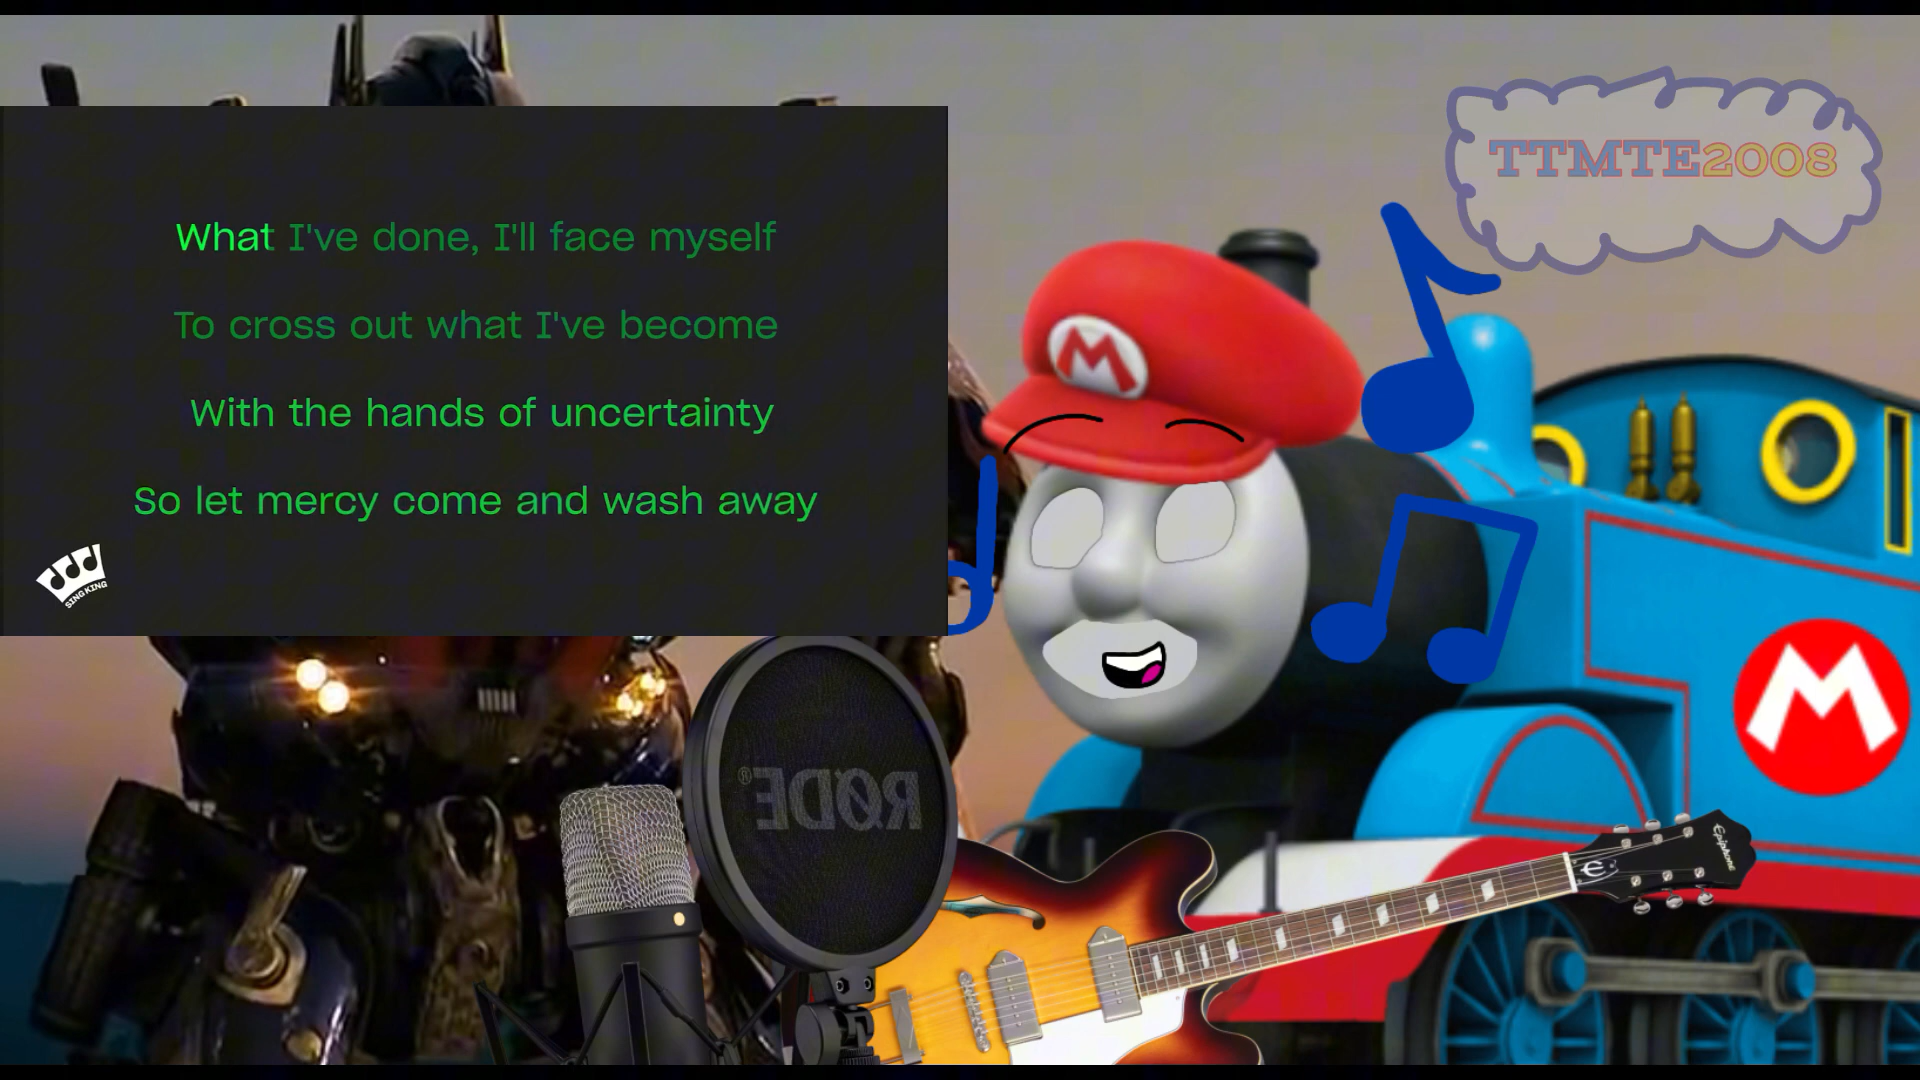 TTMTE2008
What I've done, I'll face myself
To cross out what I've become
With the hands of uncertainty
So let mercy come and wash away
SING KING
M
M
RØDE®
Epiphone